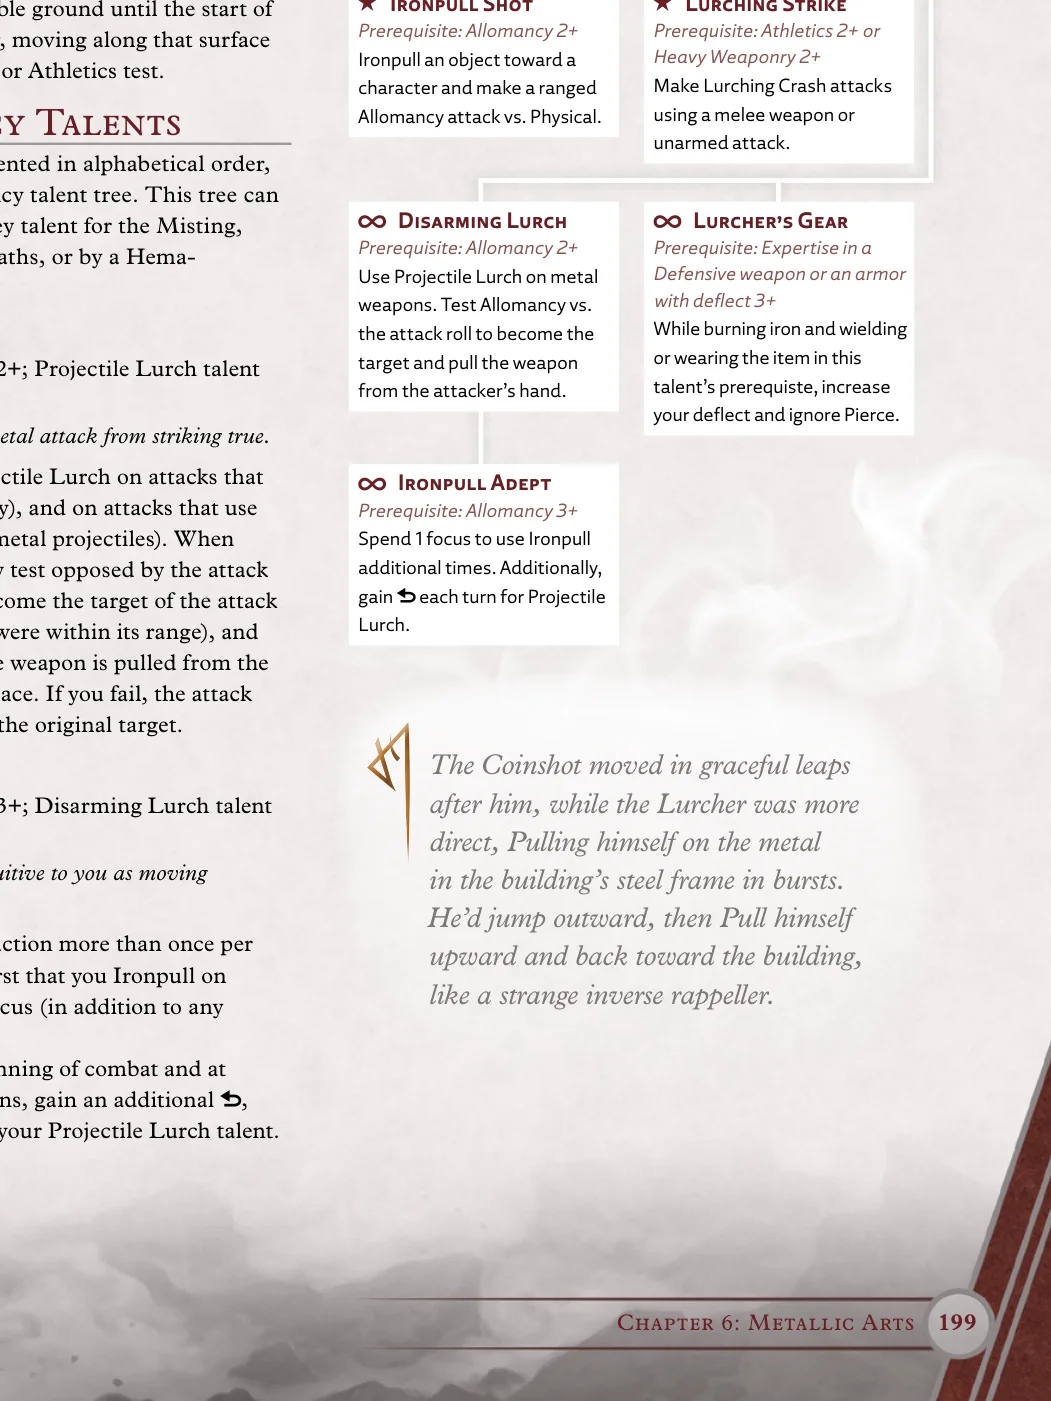 ble ground until the start of
, moving along that surface
or Athletics test.
Talents
ented in alphabetical order,
cy talent tree. This tree can
ey talent for the Misting,
aths, or by a Hema-
2+; Projectile Lurch talent
etal attack from striking true.
ctile Lurch on attacks that
y), and on attacks that use
metal projectiles). When
y test opposed by the attack
come the target of the attack
were within its range), and
e weapon is pulled from the
ace. If you fail, the attack
the original target.
3+; Disarming Lurch talent
uitive to you as moving
action more than once per
rst that you Ironpull on
cus (in addition to any
nning of combat and at
ns, gain an additional ,
your Projectile Lurch talent.
Ironpull Shot
Prerequisite: Allomancy 2+
Ironpull an object toward a
character and make a ranged
Allomancy attack vs. Physical.
Lurching Strike
Prerequisite: Athletics 2+ or
Heavy Weaponry 2+
Make Lurching Crash attacks
using a melee weapon or
unarmed attack.
∞ Disarming Lurch
Prerequisite: Allomancy 2+
Use Projectile Lurch on metal
weapons. Test Allomancy vs.
the attack roll to become the
target and pull the weapon
from the attacker's hand.
∞ Lurcher's Gear
Prerequisite: Expertise in a
Defensive weapon or an armor
with deflect 3+
While burning iron and wielding
or wearing the item in this
talent's prerequiste, increase
your deflect and ignore Pierce.
∞ Ironpull Adept
Prerequisite: Allomancy 3+
Spend 1 focus to use Ironpull
additional times. Additionally,
gain each turn for Projectile
Lurch.
The Coinshot moved in graceful leaps
after him, while the Lurcher was more
direct, Pulling himself on the metal
in the building's steel frame in bursts.
He'd jump outward, then Pull himself
upward and back toward the building,
like a strange inverse rappeller.
Chapter 6: Metallic Arts 199